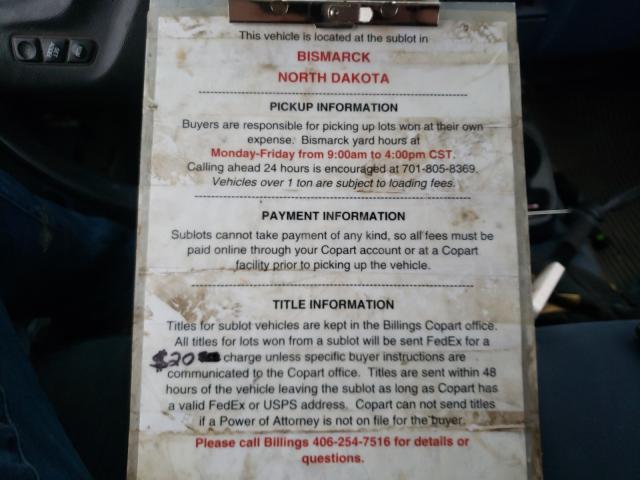 This vehicle is located at the sublot in
BISMARCK
NORTH DAKOTA
PICKUP INFORMATION
Buyers are responsible for picking up lots won at their own
expense. Bismarck yard hours at
Monday-Friday from 9:00am to 4:00pm CST.
Calling ahead 24 hours is encouraged at 701-805-8369.
Vehicles over 1 ton are subject to loading fees.
PAYMENT INFORMATION
Sublots cannot take payment of any kind, so all fees must be
paid online through your Copart account or at a Copart
facility prior to picking up the vehicle.
TITLE INFORMATION
Titles for sublot vehicles are kept in the Billings Copart office.
All titles for lots won from a sublot will be sent FedEx for a
$20 charge unless specific buyer instructions are
communicated to the Copart office. Titles are sent within 48
hours of the vehicle leaving the sublot as long as Copart has
a valid FedEx or USPS address. Copart can not send titles
if a Power of Attorney is not on file for the buyer.
Please call Billings 406-254-7516 for details or
questions.